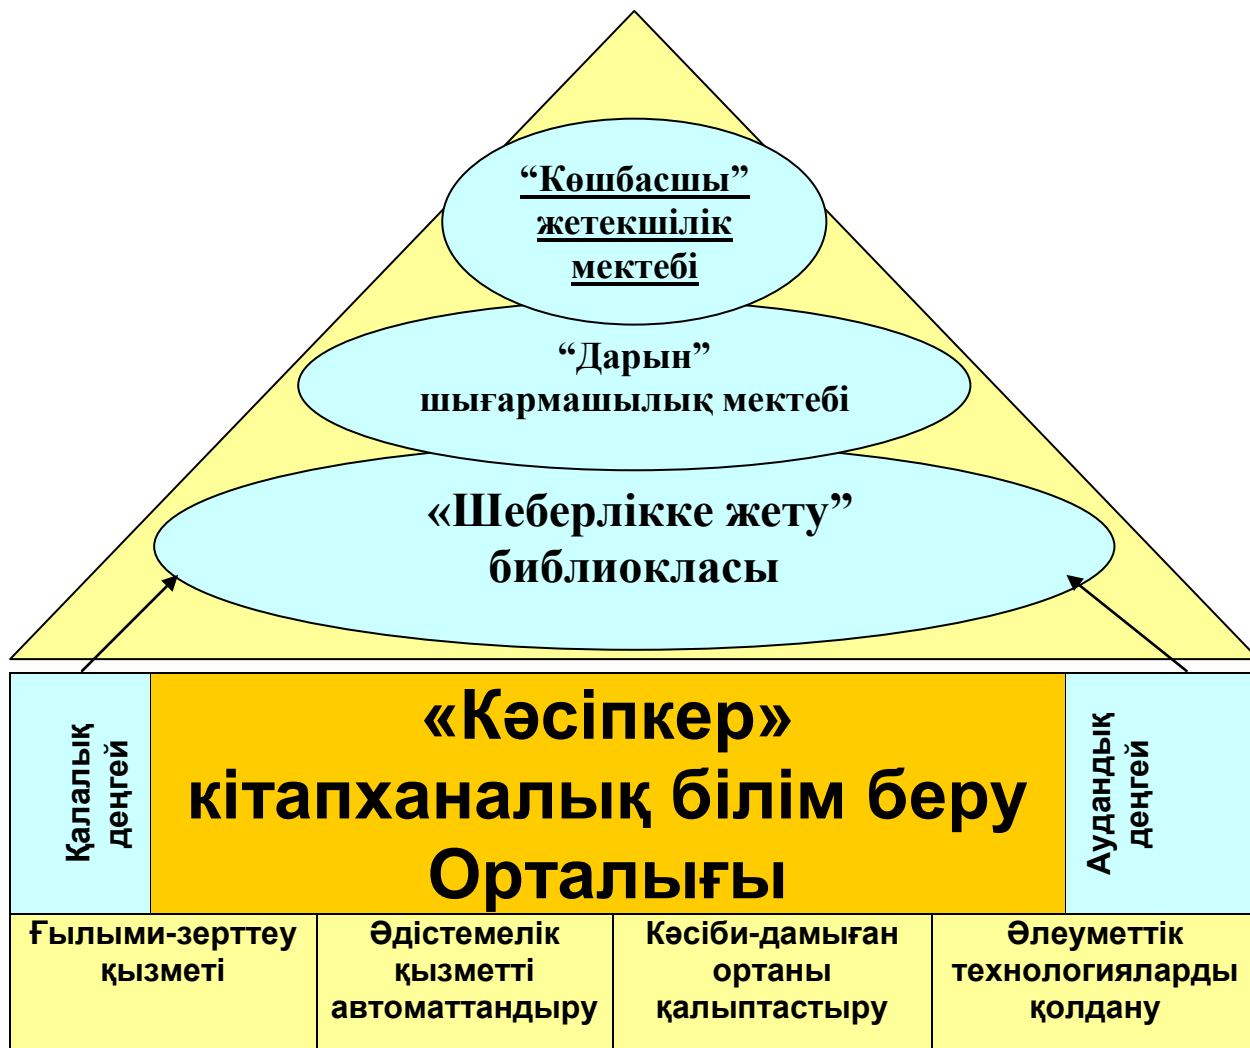 “Көшбасшы”
жетекшілік
мектебі
“Дарын”
шығармашылық мектебі
«Шеберлікке жету”
библиокласы
Қалалық
деңгей
«Кәсіпкер»
кітапханалық білім беру
Орталығы
Аудандық
деңгей
Ғылыми-зерттеу
қызметі
Әдістемелік
қызметті
автоматтандыру
Кәсіби-дамыған
ортаны
қалыптастыру
Әлеуметтік
технологияларды
қолдану